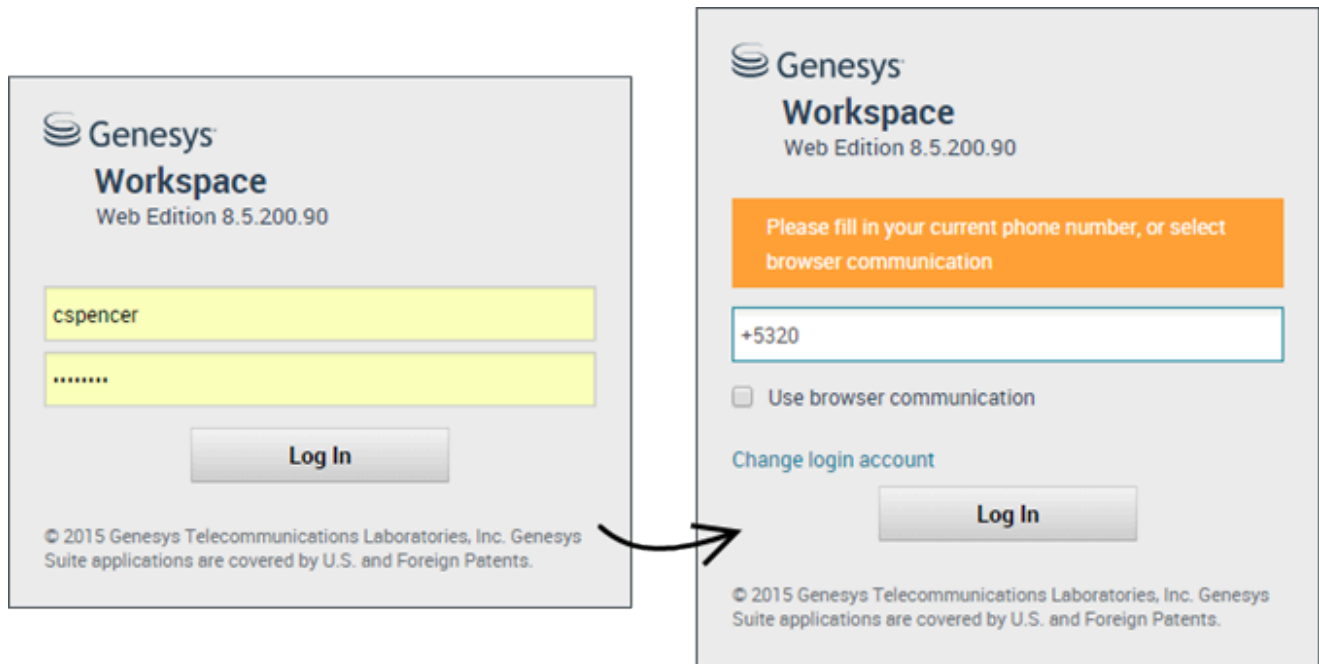 Genesys
Workspace
Web Edition 8.5.200.90
cspencer
••••••••
Log In
© 2015 Genesys Telecommunications Laboratories, Inc. Genesys
Suite applications are covered by U.S. and Foreign Patents.
Genesys
Workspace
Web Edition 8.5.200.90
Please fill in your current phone number, or select
browser communication
+5320
Use browser communication
Change login account
Log In
© 2015 Genesys Telecommunications Laboratories, Inc. Genesys
Suite applications are covered by U.S. and Foreign Patents.